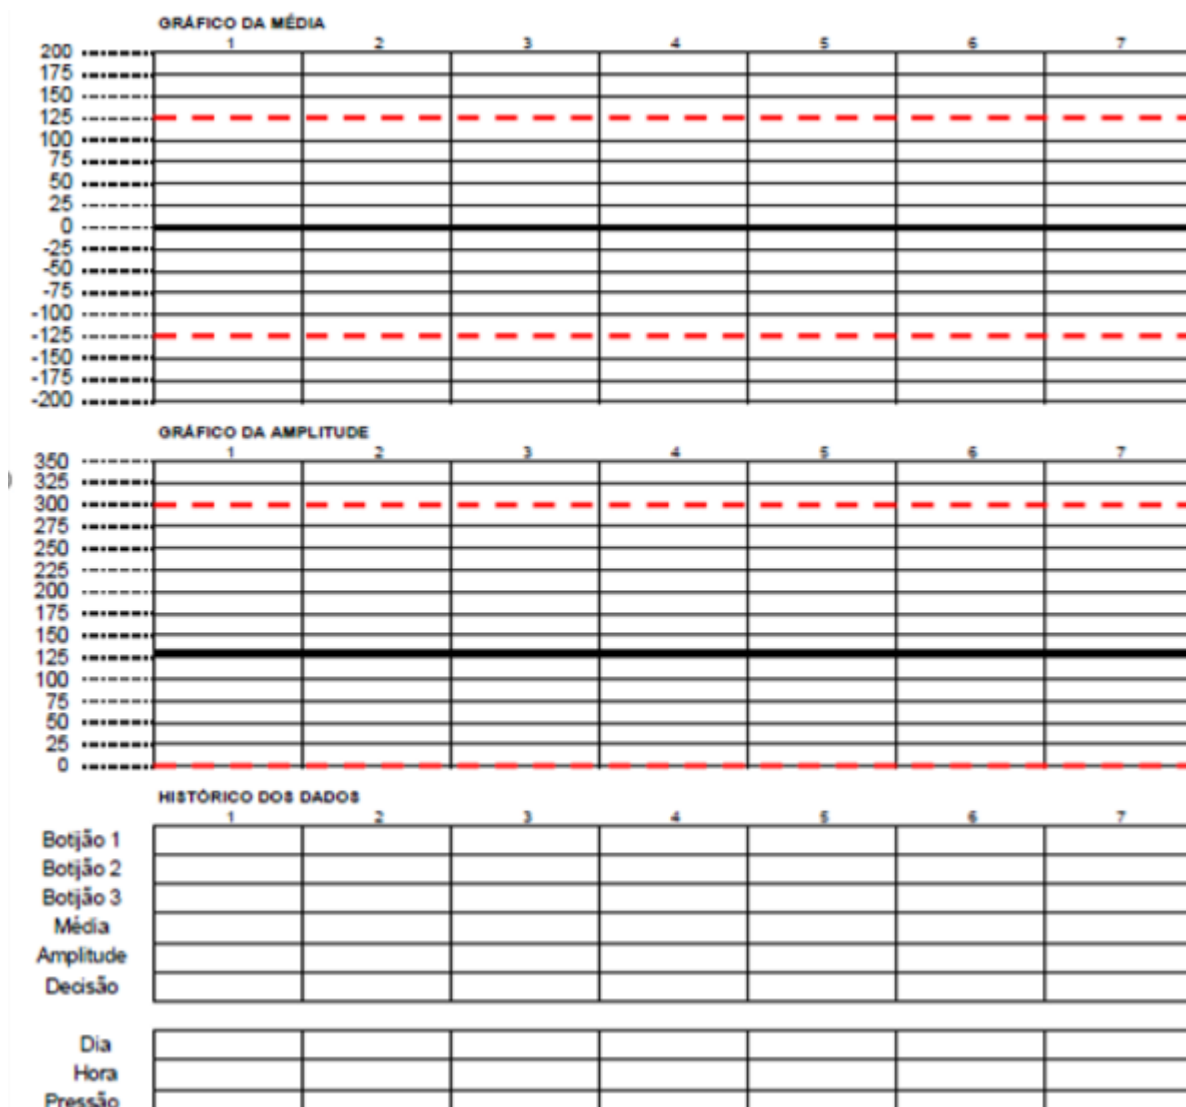 GRÁFICO DA MÉDIA
1 2 3 4 5 6 7
200
175
150
125
100
75
50
25
0
-25
-50
-75
-100
-125
-150
-175
-200
GRÁFICO DA AMPLITUDE
1 2 3 4 5 6 7
350
325
300
275
250
225
200
175
150
125
100
75
50
25
0
HISTÓRICO DOS DADOS
1 2 3 4 5 6 7
Botijão 1
Botijão 2
Botijão 3
Média
Amplitude
Decisão
Dia
Hora
Pressão